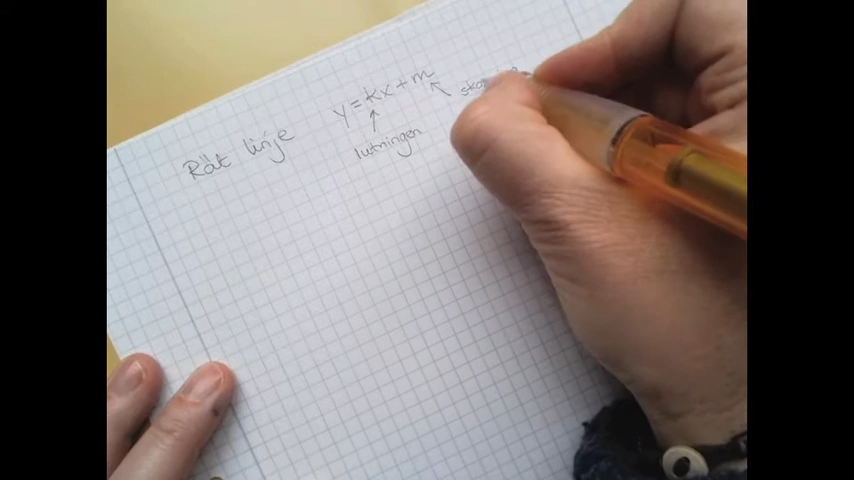 Rät linje y = kx + m
lutningen